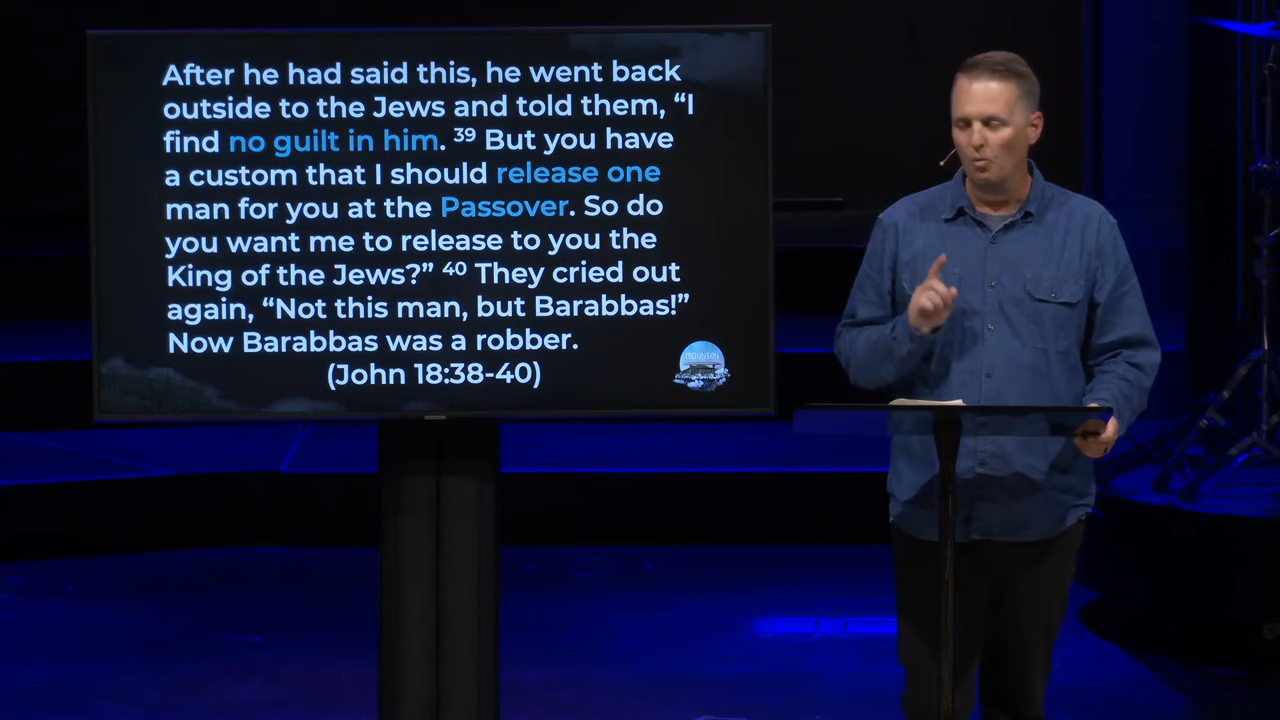 After he had said this, he went back
outside to the Jews and told them, “I
find no guilt in him. ³⁹ But you have
a custom that I should release one
man for you at the Passover. So do
you want me to release to you the
King of the Jews?” ⁴⁰ They cried out
again, “Not this man, but Barabbas!”
Now Barabbas was a robber.
(John 18:38-40)